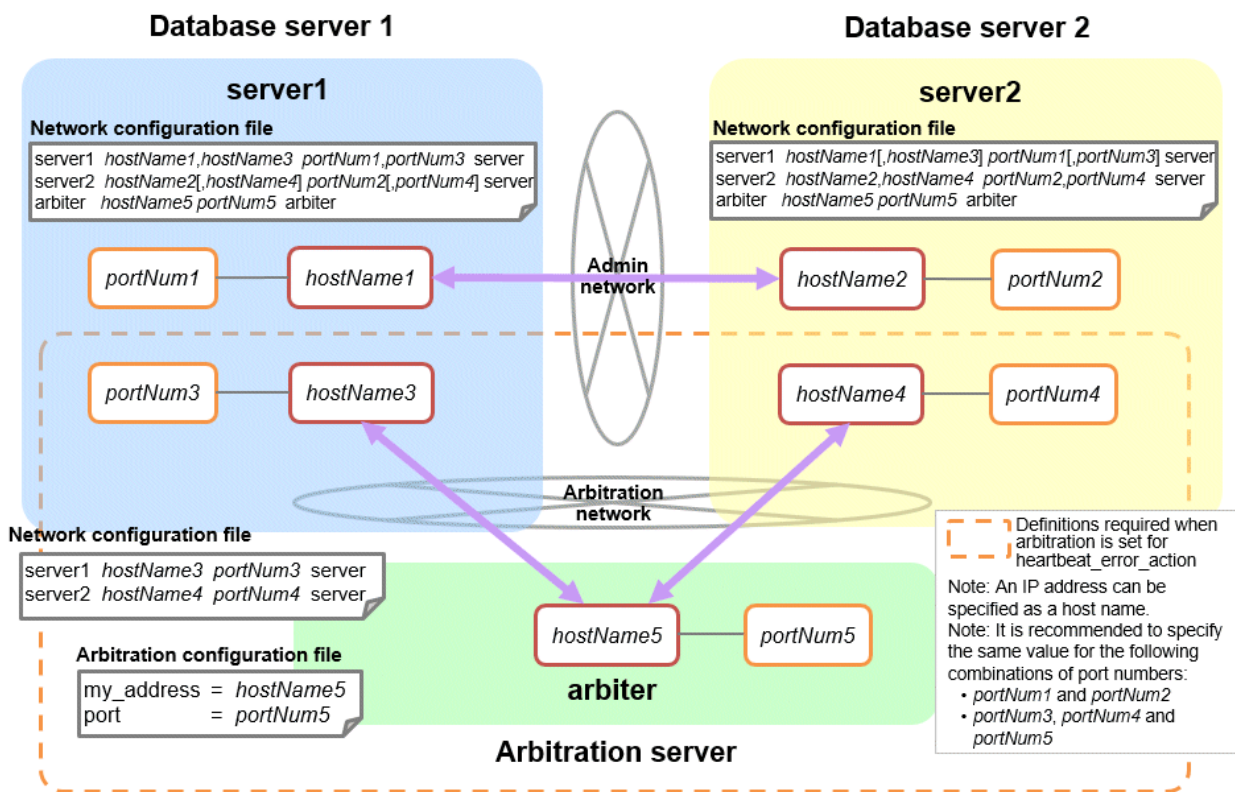 Database server 1
Database server 2
server1
server2
Network configuration file
server1 hostName1,hostName3 portNum1,portNum3 server
server2 hostName2[,hostName4] portNum2[,portNum4] server
arbiter hostName5 portNum5 arbiter
Network configuration file
server1 hostName1[,hostName3] portNum1[,portNum3] server
server2 hostName2,hostName4 portNum2,portNum4 server
arbiter hostName5 portNum5 arbiter
portNum1
hostName1
Admin
network
hostName2
portNum2
portNum3
hostName3
hostName4
portNum4
Arbitration
network
Network configuration file
server1 hostName3 portNum3 server
server2 hostName4 portNum4 server
Arbitration configuration file
my_address = hostName5
port = portNum5
hostName5
portNum5
arbiter
Arbitration server
Definitions required when
arbitration is set for
heartbeat_error_action
Note: An IP address can be
specified as a host name.
Note: It is recommended to specify
the same value for the following
combinations of port numbers:
• portNum1 and portNum2
• portNum3, portNum4 and
portNum5